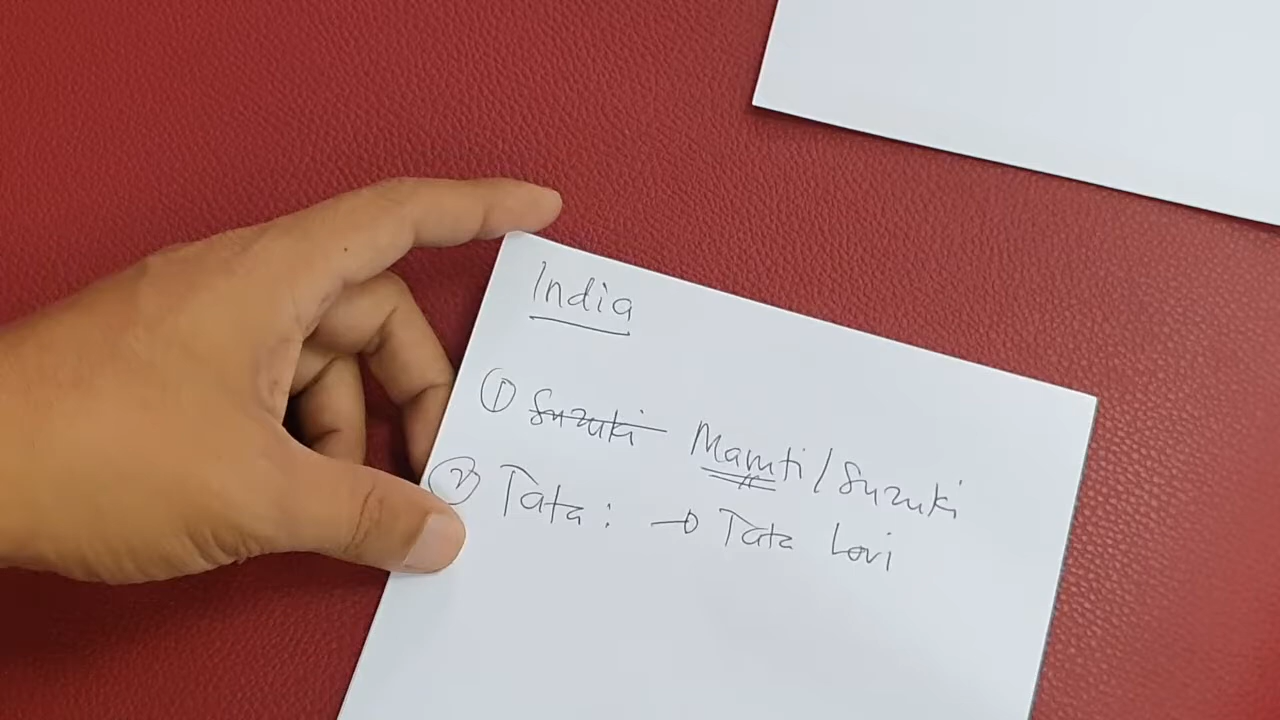 India
① Suzuki Maruti/Suzuki
② Tata: → Tata Lori